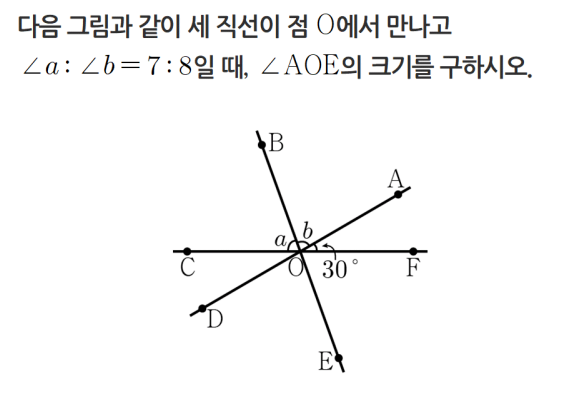 다음 그림과 같이 세 직선이 점 O에서 만나고
∠a : ∠b = 7 : 8일 때, ∠AOE의 크기를 구하시오.
B
A
a b
C O 30° F
D
E